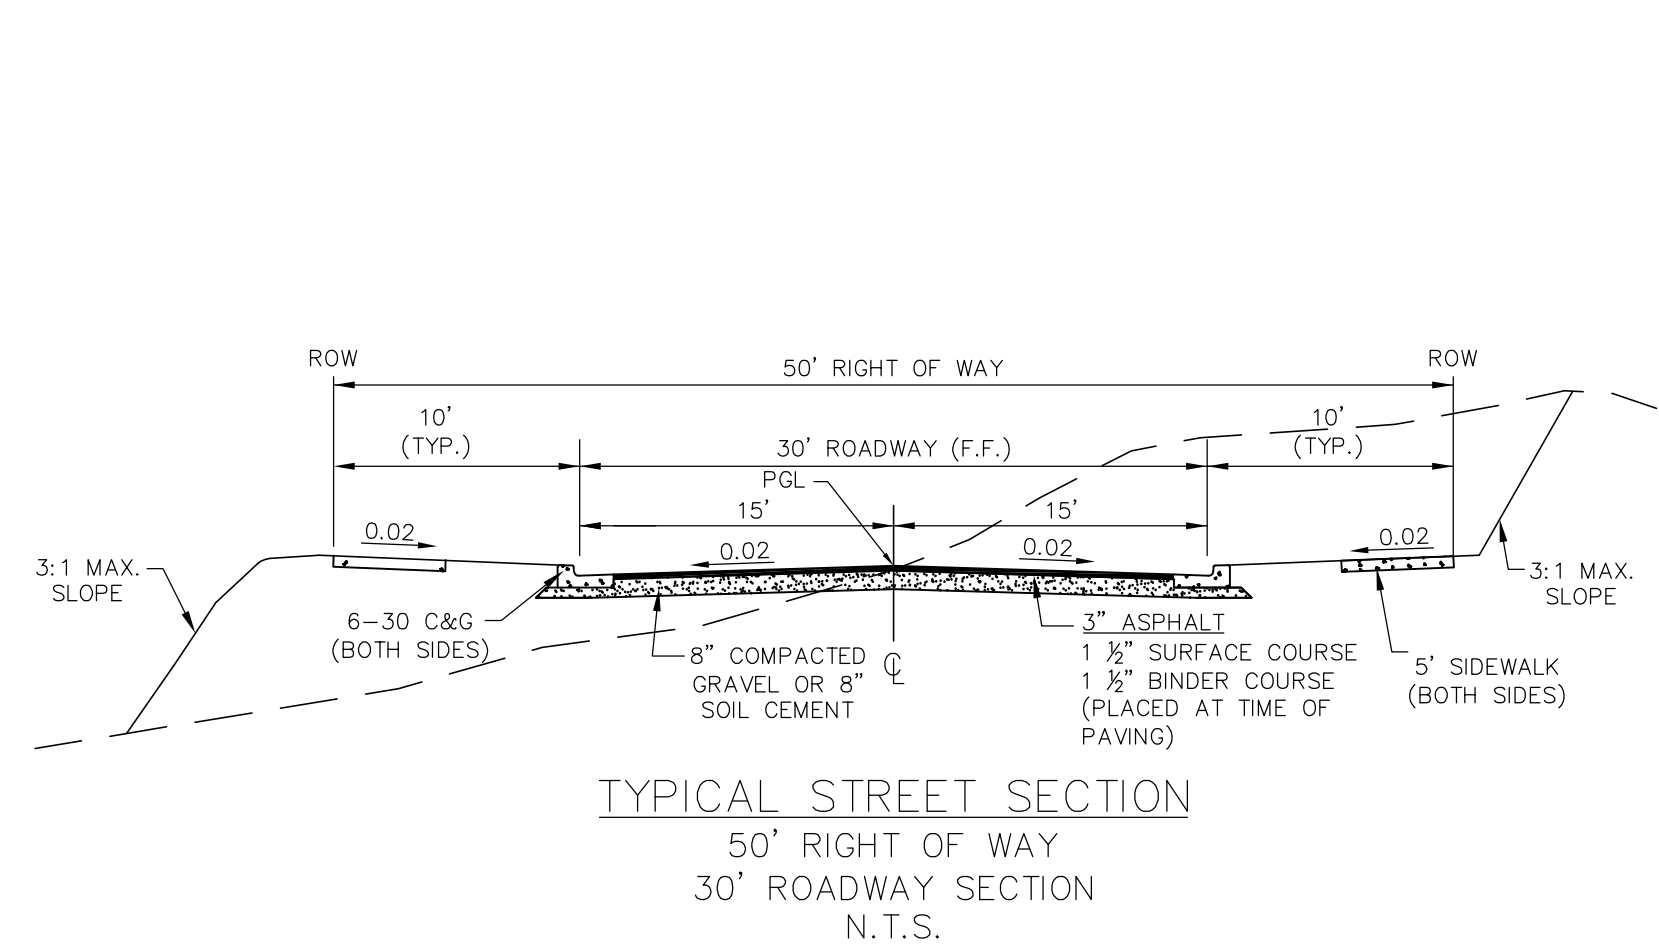 ROW
50' RIGHT OF WAY
ROW
10'
(TYP.)
30' ROADWAY (F.F.)
10'
(TYP.)
PGL
15'
15'
0.02
0.02
0.02
0.02
3:1 MAX.
SLOPE
3:1 MAX.
SLOPE
6-30 C&G
(BOTH SIDES)
8" COMPACTED
GRAVEL OR 8"
SOIL CEMENT
CL
3" ASPHALT
1 ½" SURFACE COURSE
1 ½" BINDER COURSE
(PLACED AT TIME OF
PAVING)
5' SIDEWALK
(BOTH SIDES)
TYPICAL STREET SECTION
50' RIGHT OF WAY
30' ROADWAY SECTION
N.T.S.